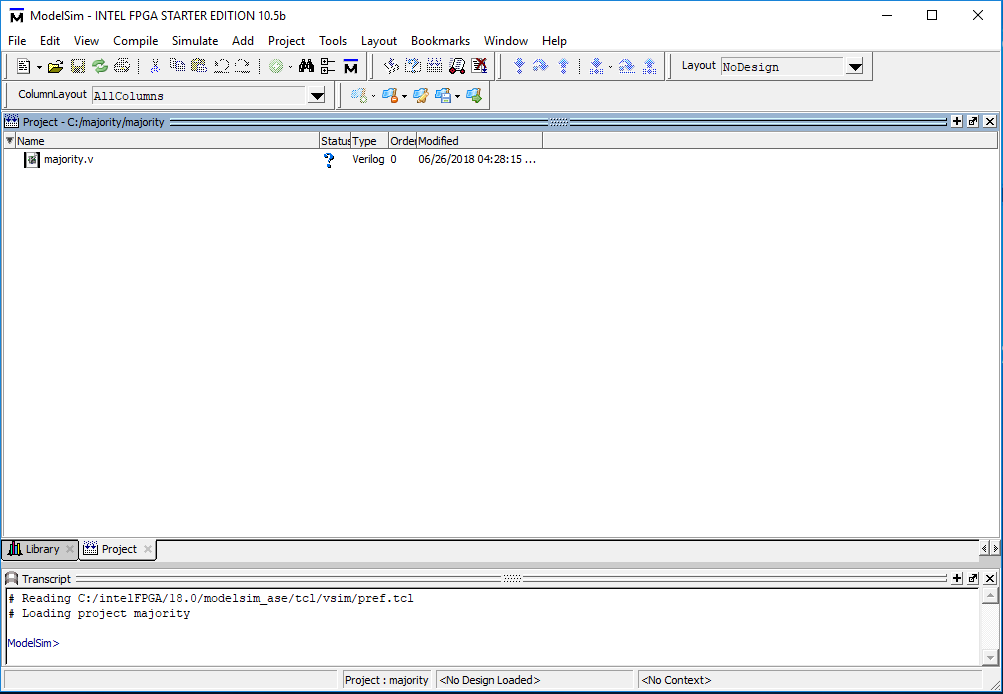 ModelSim - INTEL FPGA STARTER EDITION 10.5b
File Edit View Compile Simulate Add Project Tools Layout Bookmarks Window Help
Layout NoDesign
ColumnLayout AllColumns
Project - C:/majority/majority
Name Status Type Order Modified
majority.v ? Verilog 0 06/26/2018 04:28:15 ...
Library Project
Transcript
# Reading C:/intelFPGA/18.0/modelsim_ase/tcl/vsim/pref.tcl
# Loading project majority
ModelSim>
Project : majority <No Design Loaded> <No Context>